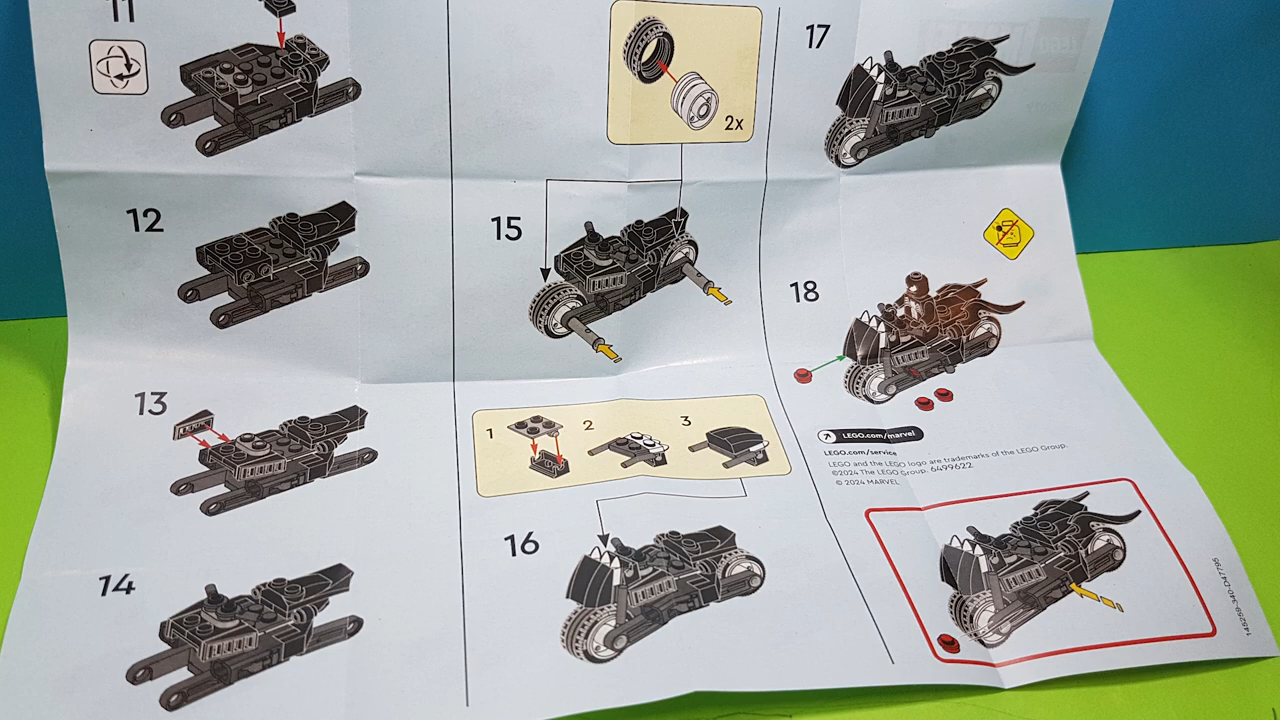 11
12
13
14
2x
15
1
2
3
16
17
18
LEGO.com/marvel
LEGO.com/service
LEGO and the LEGO logo are trademarks of the LEGO Group.
©2024 The LEGO Group. 6499622
© 2024 MARVEL